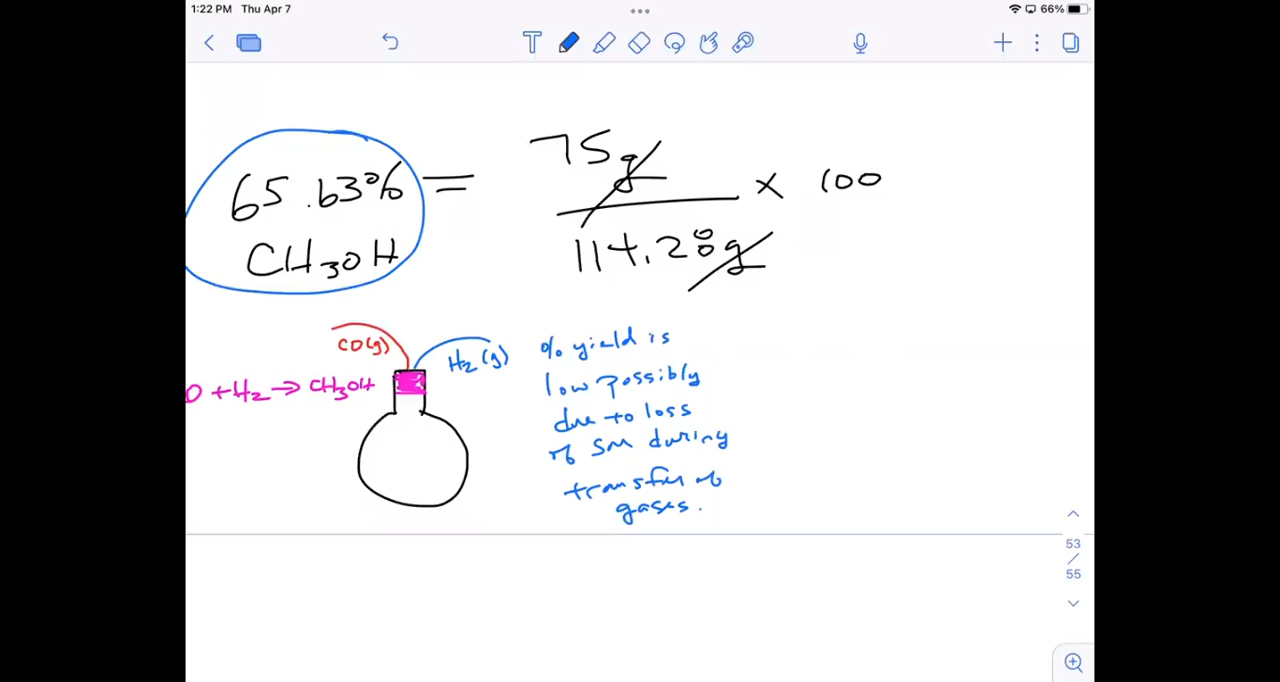 1:22 PM Thu Apr 7
66%
T
65.63% = 75g / 114.28g x 100
CH3OH
CO(g)
H2(g)
O + H2 → CH3OH
% yield is
low possibly
due to loss
of SM during
transfer of
gases.
53
/
55